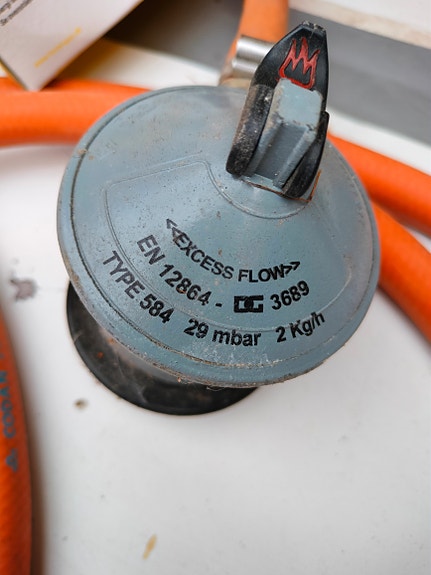 <<EXCESS FLOW>>
EN 12864 - DG 3689
TYPE 584 29 mbar 2 Kg/h